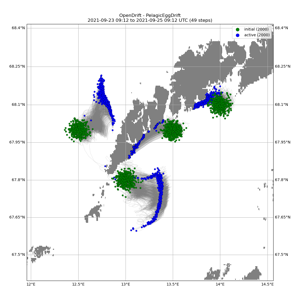 OpenDrift - PelagicEggDrift
2021-09-23 09:12 to 2021-09-25 09:12 UTC (49 steps)
initial (2000)
active (2000)
68.4°N
68.4°N
68.25°N
68.25°N
68.1°N
68.1°N
67.95°N
67.95°N
67.8°N
67.8°N
67.65°N
67.65°N
67.5°N
67.5°N
12°E
12.5°E
13°E
13.5°E
14°E
14.5°E